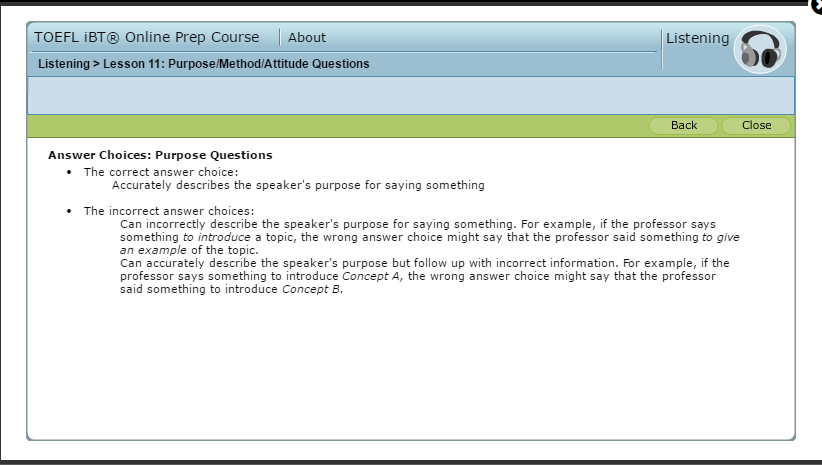 TOEFL iBT® Online Prep Course About
Listening
Listening > Lesson 11: Purpose/Method/Attitude Questions
Back Close
Answer Choices: Purpose Questions
• The correct answer choice:
Accurately describes the speaker's purpose for saying something
• The incorrect answer choices:
Can incorrectly describe the speaker's purpose for saying something. For example, if the professor says
something to introduce a topic, the wrong answer choice might say that the professor said something to give
an example of the topic.
Can accurately describe the speaker's purpose but follow up with incorrect information. For example, if the
professor says something to introduce Concept A, the wrong answer choice might say that the professor
said something to introduce Concept B.